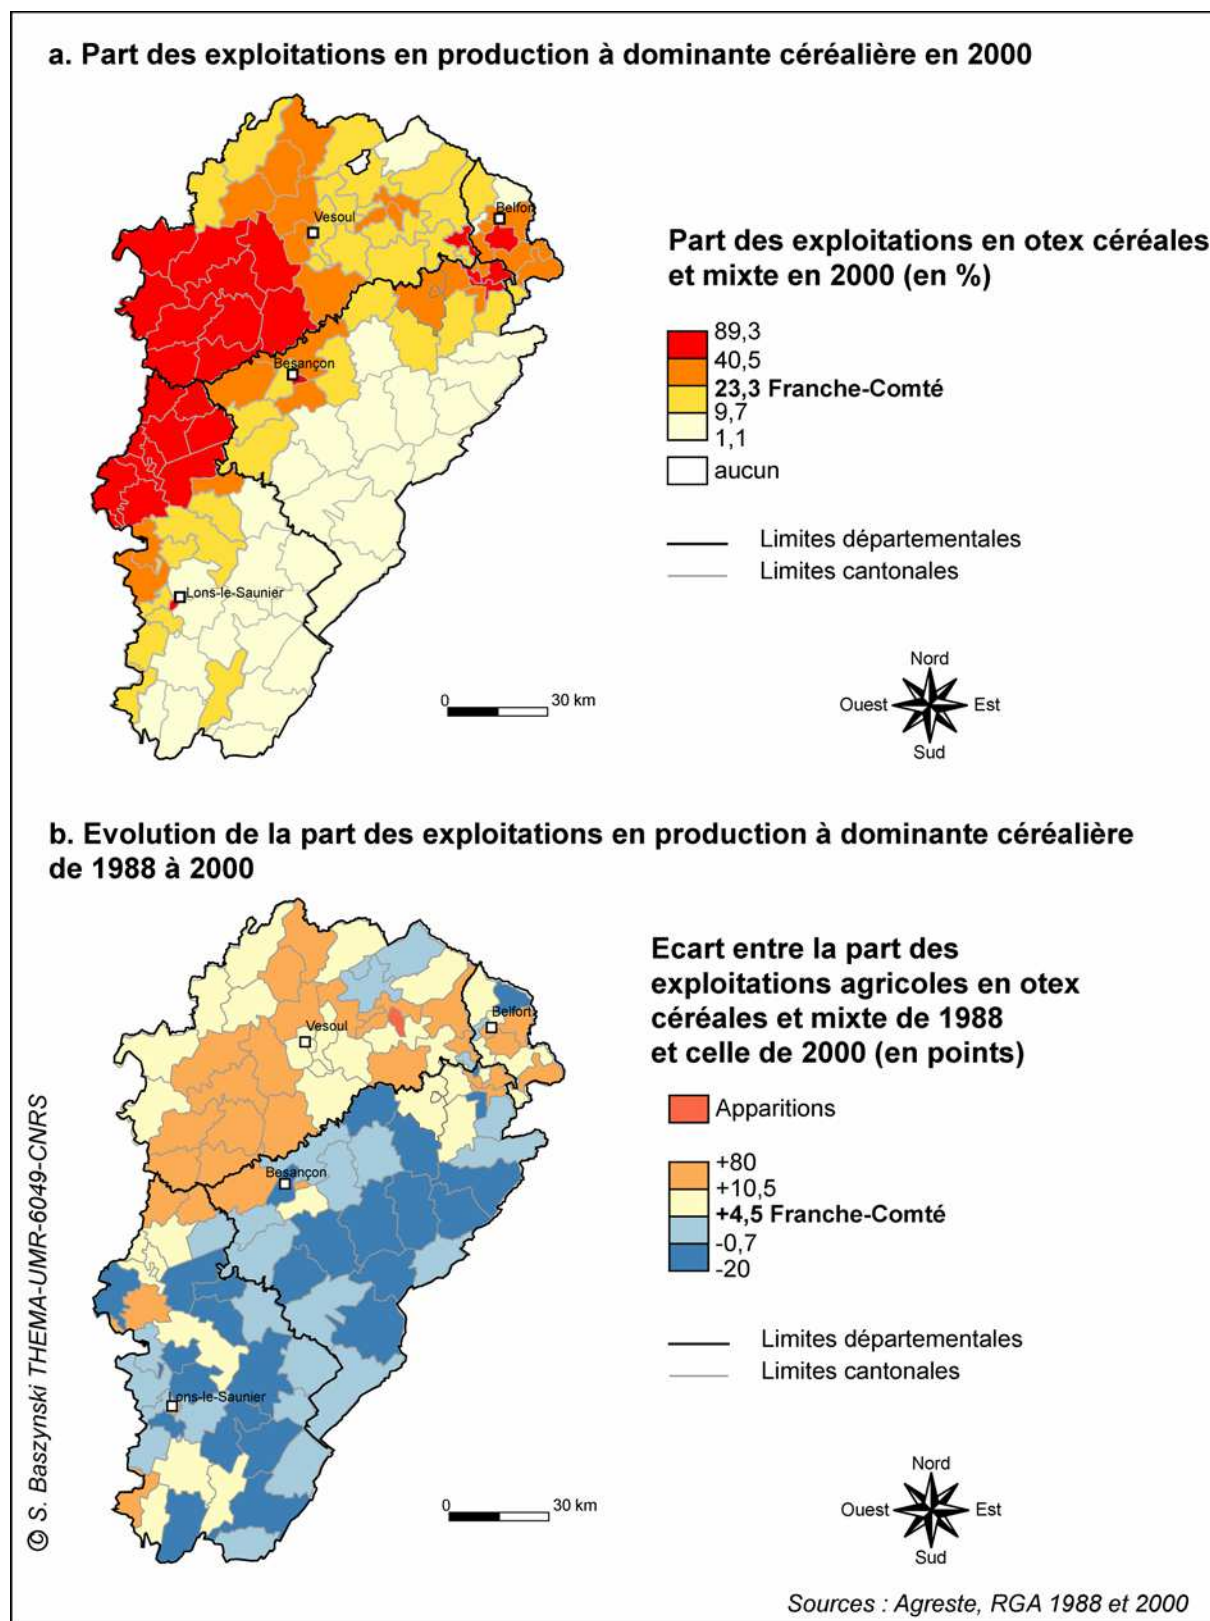 a. Part des exploitations en production à dominante céréalière en 2000
Vesoul
Belfort
Besançon
Lons-le-Saunier
Part des exploitations en otex céréales
et mixte en 2000 (en %)
89,3
40,5
23,3 Franche-Comté
9,7
1,1
aucun
Limites départementales
Limites cantonales
0 30 km
Nord
Ouest Est
Sud
b. Evolution de la part des exploitations en production à dominante céréalière
de 1988 à 2000
Vesoul
Belfort
Besançon
Lons-le-Saunier
Ecart entre la part des
exploitations agricoles en otex
céréales et mixte de 1988
et celle de 2000 (en points)
Apparitions
+80
+10,5
+4,5 Franche-Comté
-0,7
-20
Limites départementales
Limites cantonales
0 30 km
Nord
Ouest Est
Sud
© S. Baszynski THEMA-UMR-6049-CNRS
Sources : Agreste, RGA 1988 et 2000